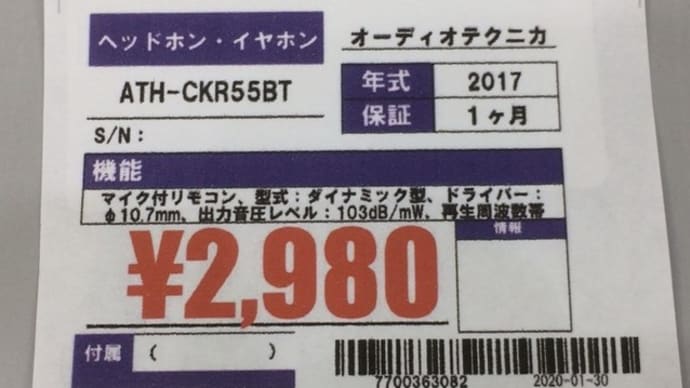 ヘッドホン・イヤホン
オーディオテクニカ
ATH-CKR55BT
年式 2017
保証 1ヶ月
S/N:
機能
マイク付リモコン、型式:ダイナミック型、ドライバー:
φ10.7mm、出力音圧レベル:103dB/mW、再生周波数帯
情報
¥2,980
付属 ( )
7700363082 2020-01-30